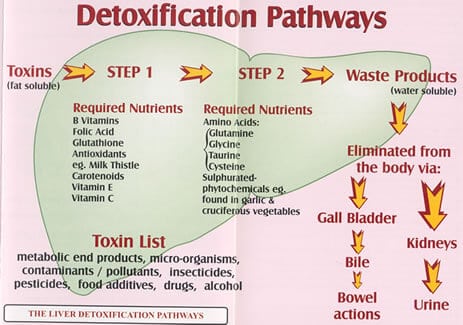 Detoxification Pathways
Toxins
(fat soluble)
STEP 1
STEP 2
Waste Products
(water soluble)
Required Nutrients
B Vitamins
Folic Acid
Glutathione
Antioxidants
eg. Milk Thistle
Carotenoids
Vitamin E
Vitamin C
Required Nutrients
Amino Acids:
Glutamine
Glycine
Taurine
Cysteine
Sulphurated-
phytochemicals eg.
found in garlic &
cruciferous vegetables
Eliminated from
the body via:
Gall Bladder
Bile
Bowel
actions
Kidneys
Urine
Toxin List
metabolic end products, micro-organisms,
contaminants / pollutants, insecticides,
pesticides, food additives, drugs, alcohol
THE LIVER DETOXIFICATION PATHWAYS